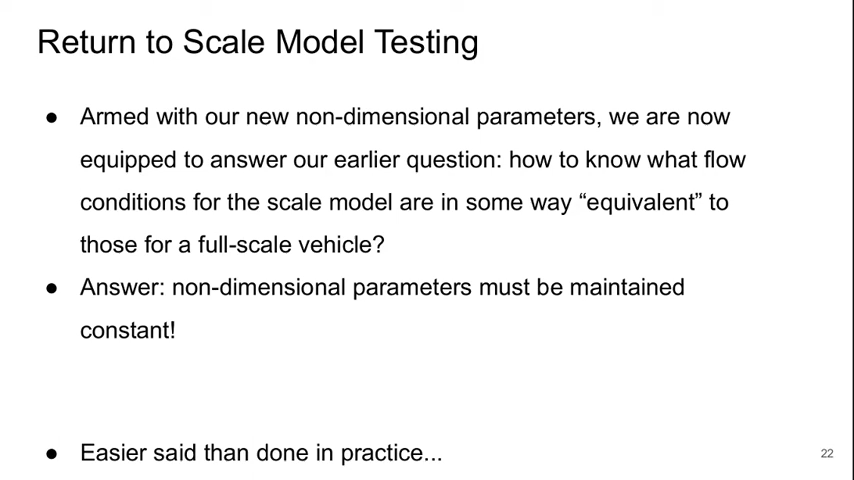 Return to Scale Model Testing
● Armed with our new non-dimensional parameters, we are now
equipped to answer our earlier question: how to know what flow
conditions for the scale model are in some way “equivalent” to
those for a full-scale vehicle?
● Answer: non-dimensional parameters must be maintained
constant!
● Easier said than done in practice...
22